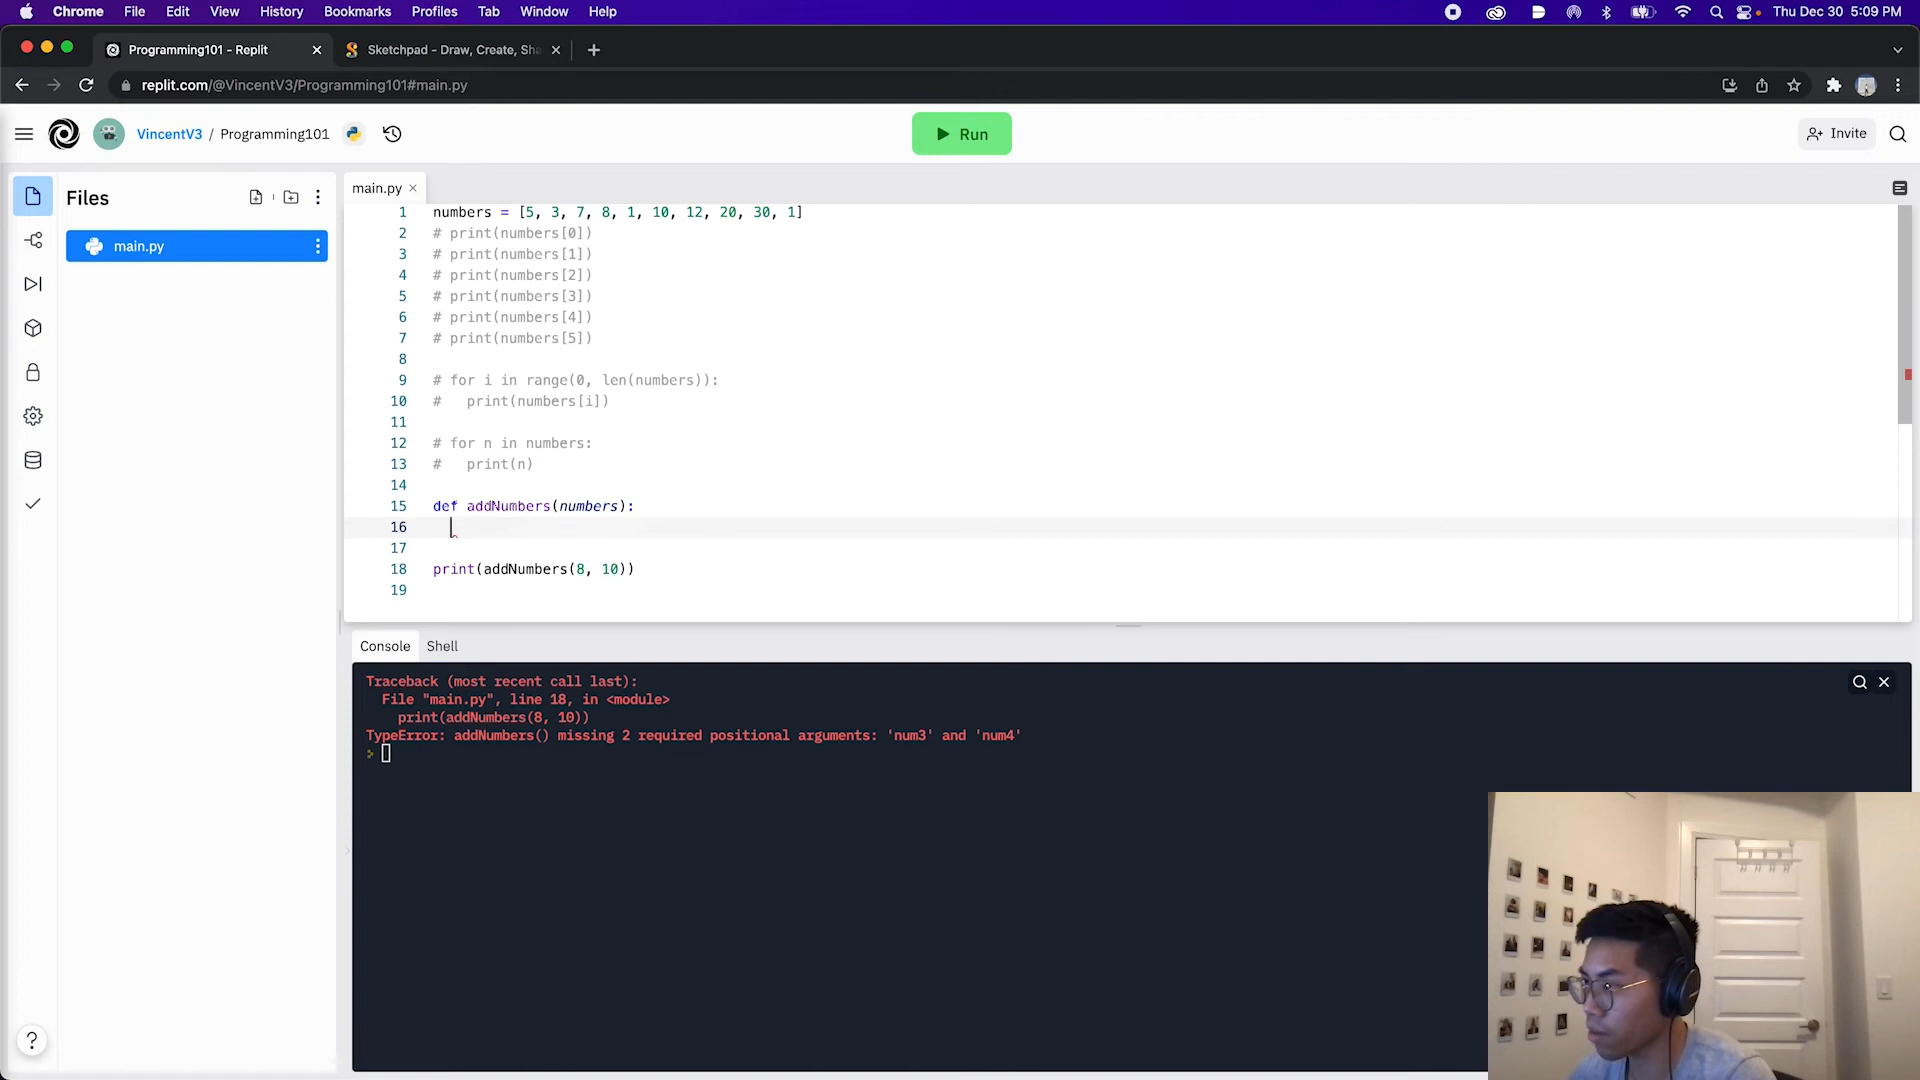 Chrome File Edit View History Bookmarks Profiles Tab Window Help Thu Dec 30 5:09 PM
Programming101 - Replit Sketchpad - Draw, Create, Sha
replit.com/@VincentV3/Programming101#main.py
VincentV3 / Programming101 Run Invite
Files main.py
main.py
1 numbers = [5, 3, 7, 8, 1, 10, 12, 20, 30, 1]
2 # print(numbers[0])
3 # print(numbers[1])
4 # print(numbers[2])
5 # print(numbers[3])
6 # print(numbers[4])
7 # print(numbers[5])
8
9 # for i in range(0, len(numbers)):
10 #   print(numbers[i])
11
12 # for n in numbers:
13 #   print(n)
14
15 def addNumbers(numbers):
16
17
18 print(addNumbers(8, 10))
19
Console Shell
Traceback (most recent call last):
  File "main.py", line 18, in <module>
    print(addNumbers(8, 10))
TypeError: addNumbers() missing 2 required positional arguments: 'num3' and 'num4'
?